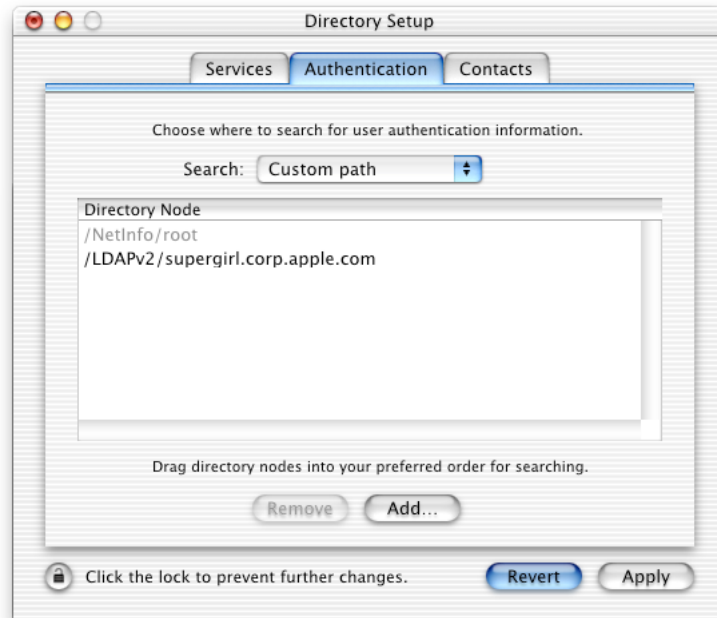 Directory Setup
Services Authentication Contacts
Choose where to search for user authentication information.
Search: Custom path
Directory Node
/NetInfo/root
/LDAPv2/supergirl.corp.apple.com
Drag directory nodes into your preferred order for searching.
Remove Add...
Click the lock to prevent further changes. Revert Apply